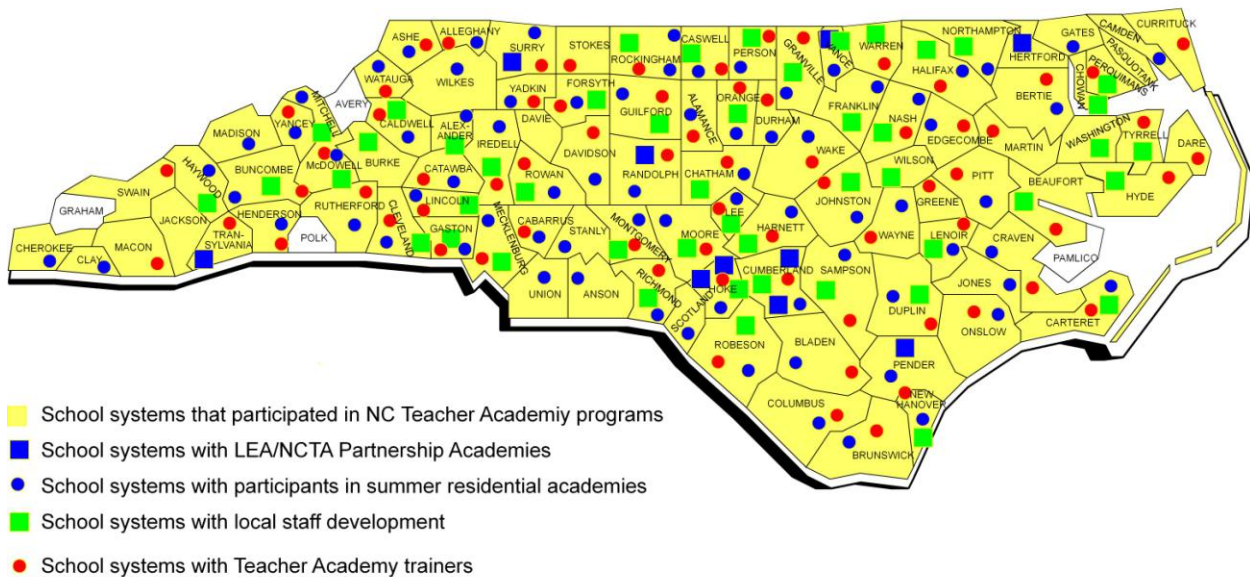 CURRITUCK
CAMDEN
PASQUOTANK
PERQUIMANS
GATES
CHOWAN
HERTFORD
NORTHAMPTON
ALLEGHANY
ASHE
SURRY
STOKES
ROCKINGHAM
CASWELL
PERSON
GRANVILLE
VANCE
WARREN
HALIFAX
BERTIE
WATAUGA
WILKES
YADKIN
FORSYTH
GUILFORD
ALAMANCE
ORANGE
DURHAM
FRANKLIN
NASH
EDGECOMBE
MARTIN
WASHINGTON
TYRRELL
DARE
AVERY
MITCHELL
YANCEY
CALDWELL
ALEX-
ANDER
IREDELL
DAVIE
DAVIDSON
RANDOLPH
CHATHAM
WAKE
WILSON
PITT
BEAUFORT
HYDE
MADISON
BUNCOMBE
McDOWELL
BURKE
CATAWBA
ROWAN
LINCOLN
HAYWOOD
SWAIN
GRAHAM
JACKSON
HENDERSON
RUTHERFORD
CLEVELAND
GASTON
MECKLENBURG
CABARRUS
STANLY
MONTGOMERY
MOORE
LEE
HARNETT
JOHNSTON
WAYNE
GREENE
LENOIR
CRAVEN
PAMLICO
CHEROKEE
CLAY
MACON
TRAN-
SYLVANIA
POLK
UNION
ANSON
RICHMOND
SCOTLAND
HOKE
CUMBERLAND
SAMPSON
DUPLIN
JONES
ONSLOW
CARTERET
ROBESON
BLADEN
PENDER
NEW
HANOVER
COLUMBUS
BRUNSWICK
School systems that participated in NC Teacher Academiy programs
School systems with LEA/NCTA Partnership Academies
School systems with participants in summer residential academies
School systems with local staff development
School systems with Teacher Academy trainers